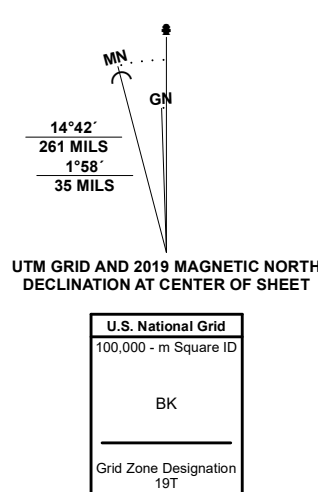 MN
GN
14°42´
261 MILS
1°58´
35 MILS
UTM GRID AND 2019 MAGNETIC NORTH
DECLINATION AT CENTER OF SHEET
U.S. National Grid
100,000 - m Square ID
BK
Grid Zone Designation
19T